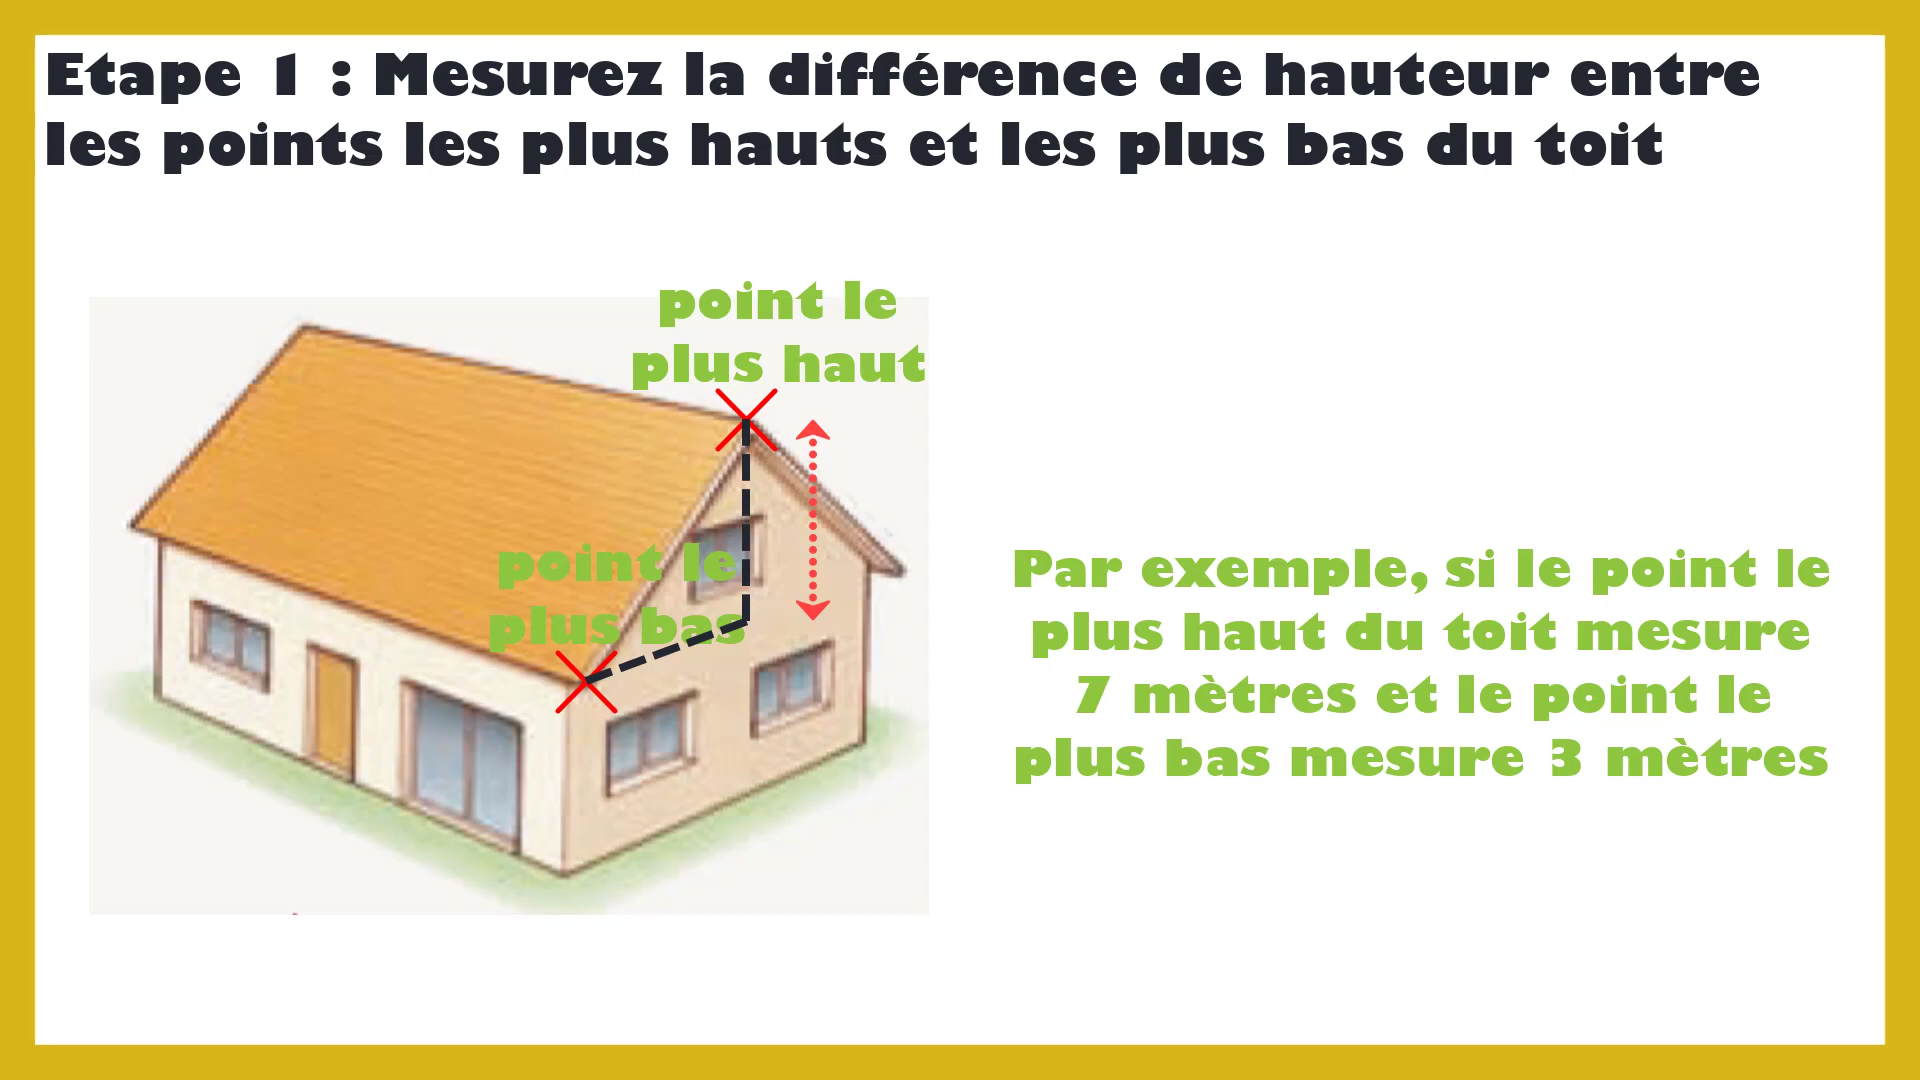 Etape 1 : Mesurez la différence de hauteur entre
les points les plus hauts et les plus bas du toit
point le
plus haut
point le
plus bas
Par exemple, si le point le
plus haut du toit mesure
7 mètres et le point le
plus bas mesure 3 mètres